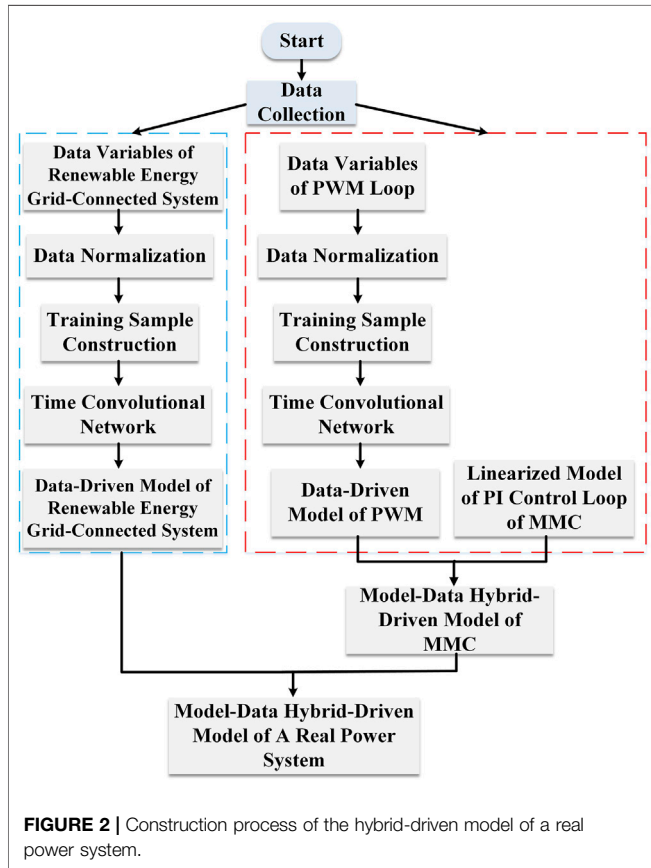 Start
Data
Collection
Data Variables of
Renewable Energy
Grid-Connected System
Data Normalization
Training Sample
Construction
Time Convolutional
Network
Data-Driven Model of
Renewable Energy
Grid-Connected System
Data Variables
of PWM Loop
Data Normalization
Training Sample
Construction
Time Convolutional
Network
Data-Driven
Model of PWM
Linearized Model
of PI Control Loop
of MMC
Model-Data Hybrid-
Driven Model of
MMC
Model-Data Hybrid-Driven
Model of A Real Power
System
FIGURE 2 | Construction process of the hybrid-driven model of a real
power system.